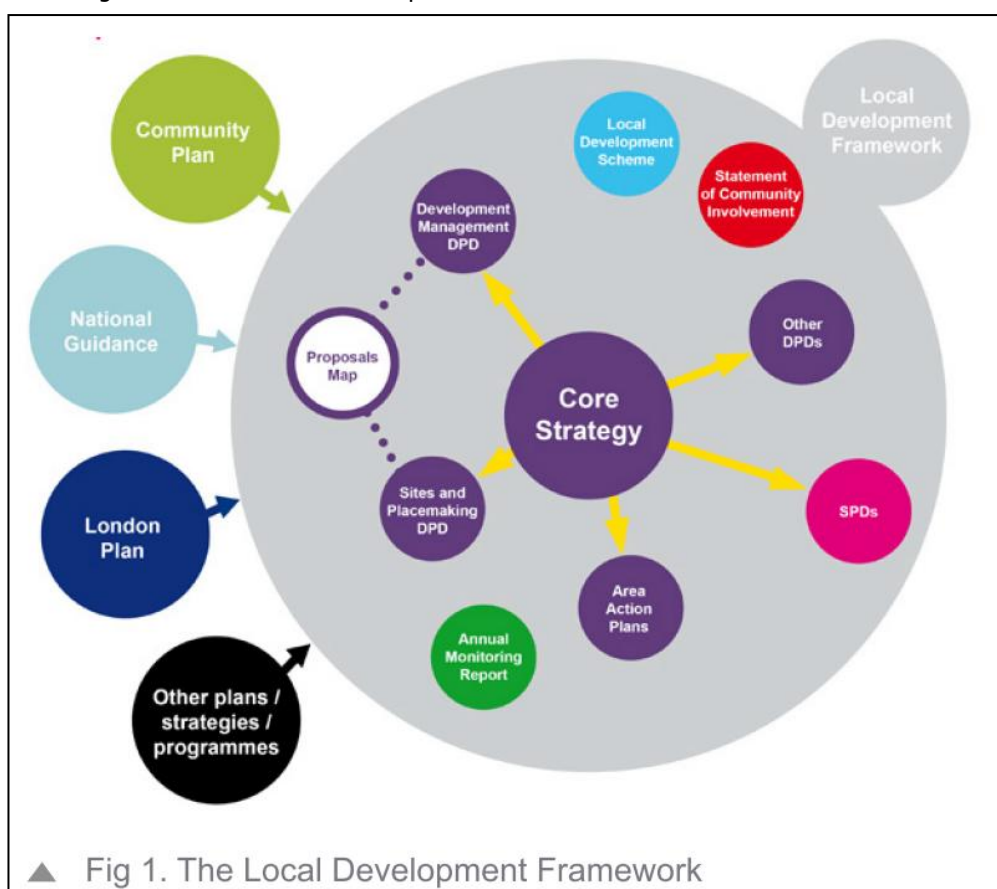 Community
Plan
National
Guidance
London
Plan
Other plans /
strategies /
programmes
Local
Development
Framework
Local
Development
Scheme
Statement
of Community
Involvement
Development
Management
DPD
Proposals
Map
Sites and
Placemaking
DPD
Core
Strategy
Other
DPDs
SPDs
Area
Action
Plans
Annual
Monitoring
Report
▲ Fig 1. The Local Development Framework